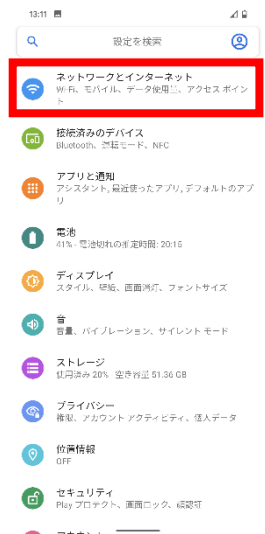 13:11
設定を検索
ネットワークとインターネット
Wi-Fi、モバイル、データ使用量、アクセス ポイン
ト
接続済みのデバイス
Bluetooth、運転モード、NFC
アプリと通知
アシスタント, 最近使ったアプリ, デフォルトのアプ
リ
電池
41% - 電池切れの推定時間: 20:15
ディスプレイ
スタイル、壁紙、画面消灯、フォントサイズ
音
音量、バイブレーション、サイレント モード
ストレージ
使用済み 20% - 空き容量 51.36 GB
プライバシー
権限、アカウント アクティビティ、個人データ
位置情報
OFF
セキュリティ
Play プロテクト、画面ロック、顔認証